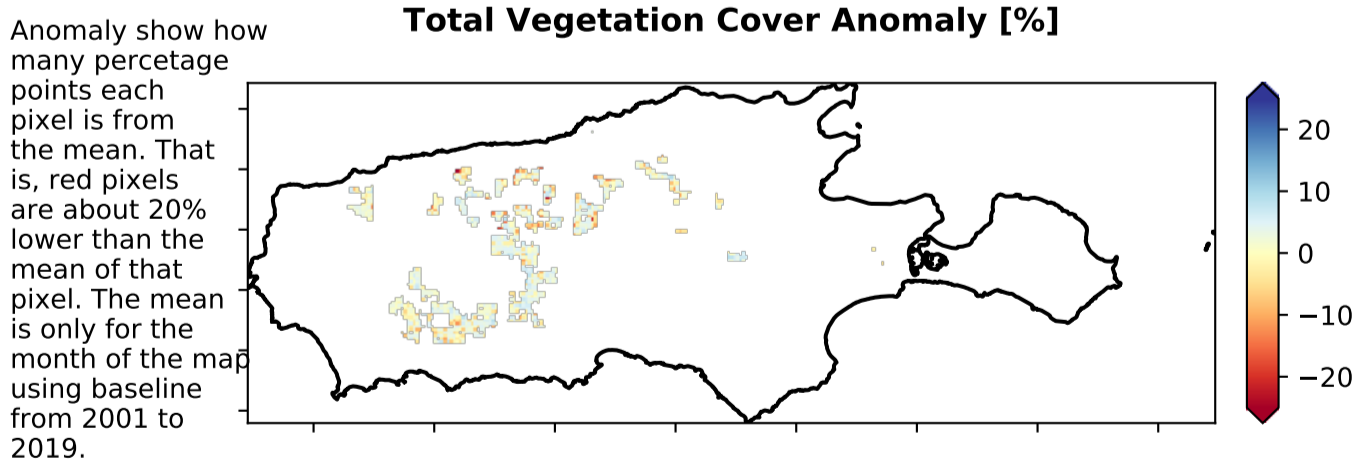 Total Vegetation Cover Anomaly [%]
Anomaly show how
many percetage
points each
pixel is from
the mean. That
is, red pixels
are about 20%
lower than the
mean of that
pixel. The mean
is only for the
month of the map
using baseline
from 2001 to
2019.
20
10
0
−10
−20